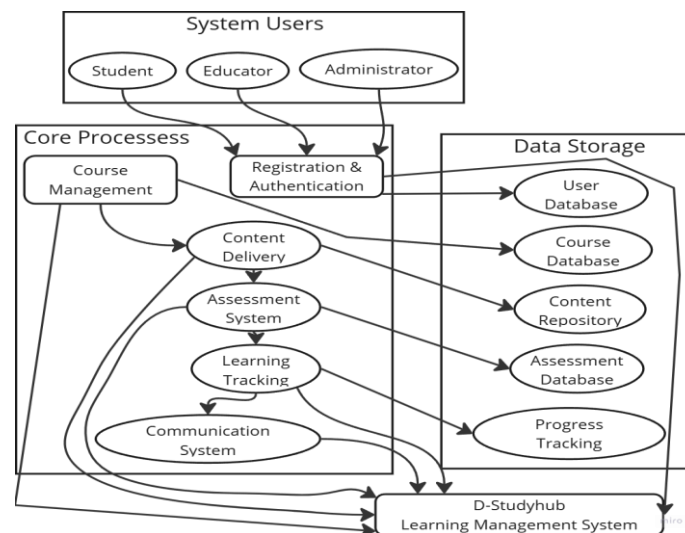 System Users
Student
Educator
Administrator
Core Processess
Data Storage
Course
Management
Registration &
Authentication
User
Database
Content
Delivery
Course
Database
Assessment
System
Content
Repository
Learning
Tracking
Assessment
Database
Communication
System
Progress
Tracking
D-Studyhub
Learning Management System
miro